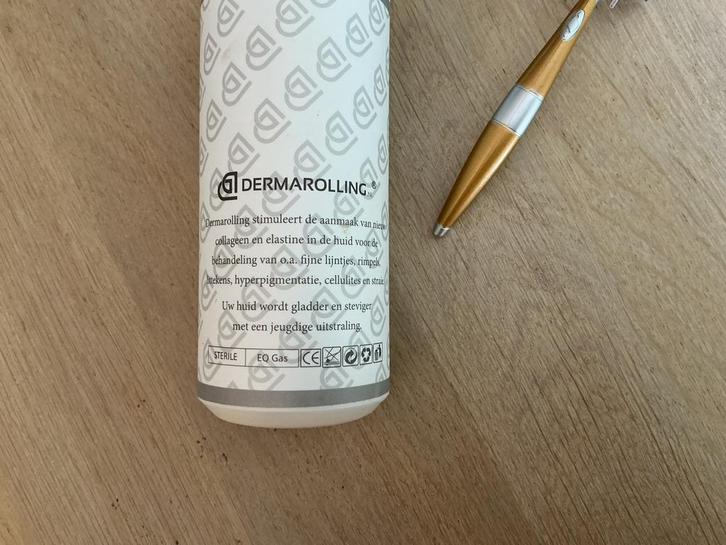 DERMAROLLING®
Dermarolling stimuleert de aanmaak van nieuw
collageen en elastine in de huid voor de
behandeling van o.a. fijne lijntjes, rimpels,
hyperpigmentatie, cellulites en striae.
Uw huid wordt gladder en steviger
met een jeugdige uitstraling.
STERILE EO Gas CE